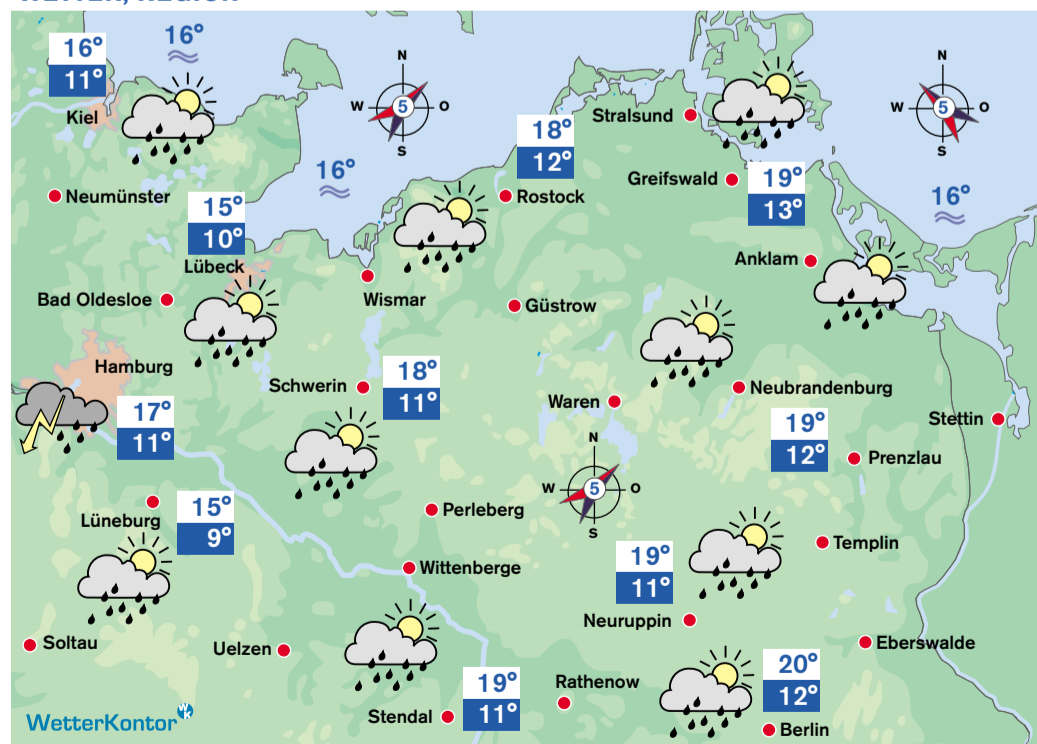 16°
11°
Kiel
16°
N
W
5
O
S
18°
12°
Stralsund
N
W
5
O
S
Neumünster
16°
Rostock
Greifswald
19°
13°
16°
15°
10°
Lübeck
Anklam
Bad Oldesloe
Wismar
Güstrow
Hamburg
17°
11°
Schwerin
18°
11°
Waren
Neubrandenburg
19°
12°
Stettin
Prenzlau
N
W
5
O
S
Lüneburg
15°
9°
Perleberg
Templin
Wittenberge
19°
11°
Neuruppin
Soltau
Uelzen
Eberswalde
Stendal
19°
11°
Rathenow
20°
12°
Berlin
WetterKontor